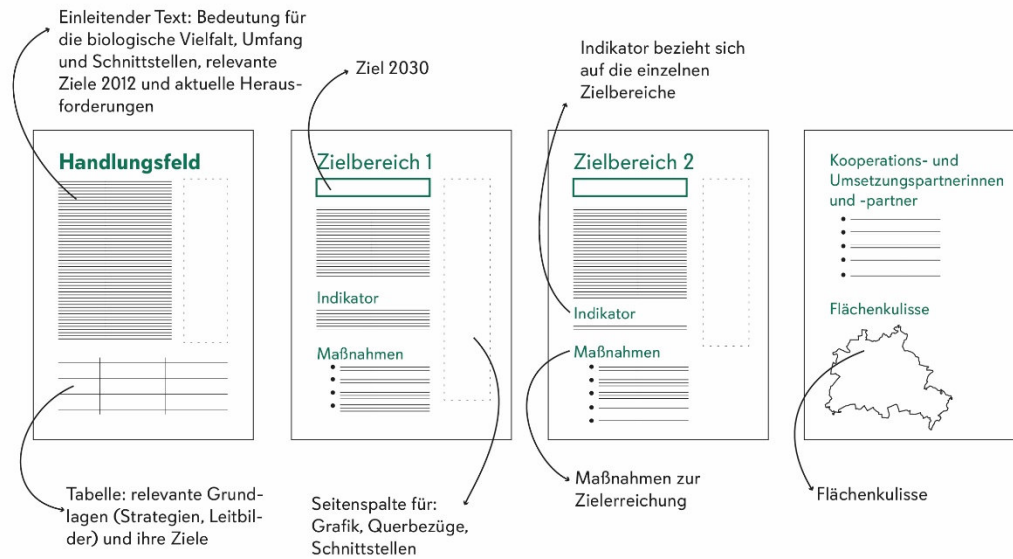 Einleitender Text: Bedeutung für
die biologische Vielfalt, Umfang
und Schnittstellen, relevante
Ziele 2012 und aktuelle Heraus-
forderungen
Ziel 2030
Indikator bezieht sich
auf die einzelnen
Zielbereiche
Handlungsfeld
Zielbereich 1
Indikator
Maßnahmen
Zielbereich 2
Indikator
Maßnahmen
Kooperations- und
Umsetzungspartnerinnen
und -partner
Flächenkulisse
Tabelle: relevante Grund-
lagen (Strategien, Leitbil-
der) und ihre Ziele
Seitenspalte für:
Grafik, Querbezüge,
Schnittstellen
Maßnahmen zur
Zielerreichung
Flächenkulisse